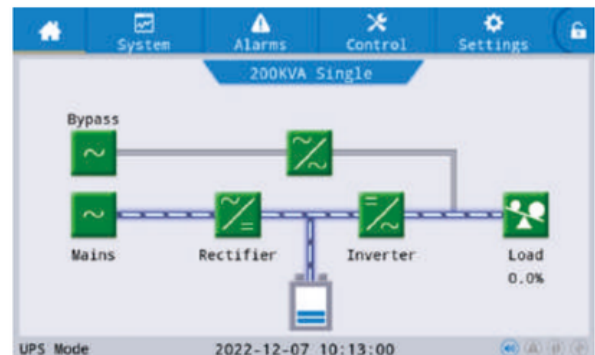 System Alarms Control Settings
200KVA Single
Bypass
Mains Rectifier Inverter Load
0.0%
UPS Mode 2022-12-07 10:13:00